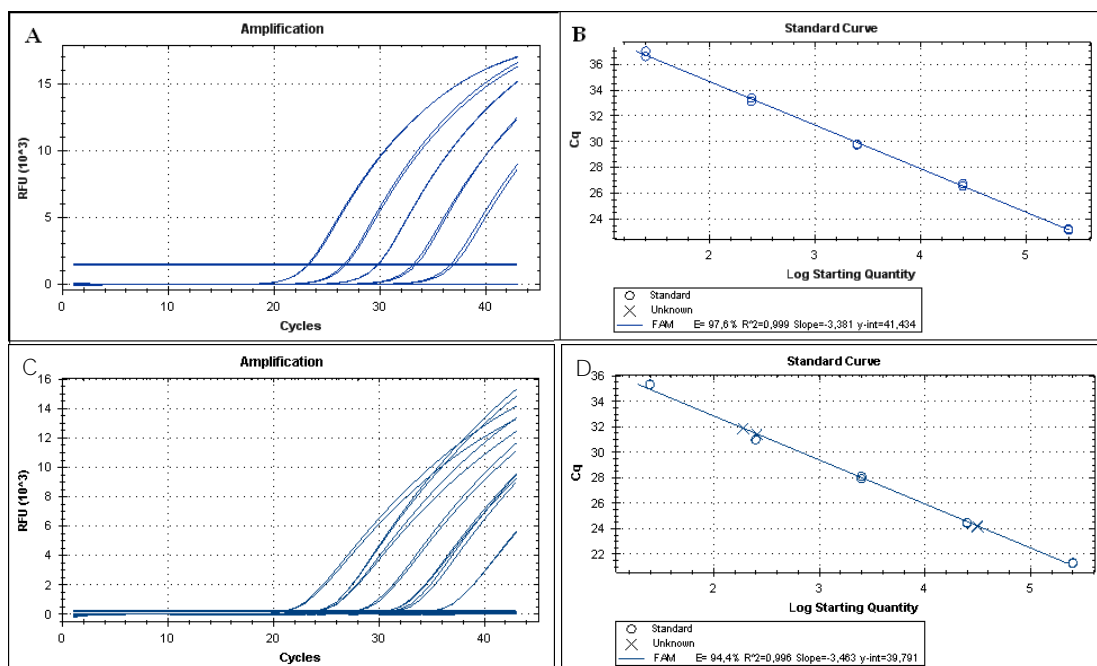 A
Amplification
RFU (10^3)
15
10
5
0
0 10 20 30 40
Cycles
B
Standard Curve
Cq
36
34
32
30
28
26
24
2 3 4 5
Log Starting Quantity
Standard
Unknown
FAM E= 97,6% R^2=0,999 Slope=-3,381 y-int=41,434
C
Amplification
RFU (10^3)
16
14
12
10
8
6
4
2
0
0 10 20 30 40
Cycles
D
Standard Curve
Cq
36
34
32
30
28
26
24
22
2 3 4 5
Log Starting Quantity
Standard
Unknown
FAM E= 94,4% R^2=0,996 Slope=-3,463 y-int=39,791